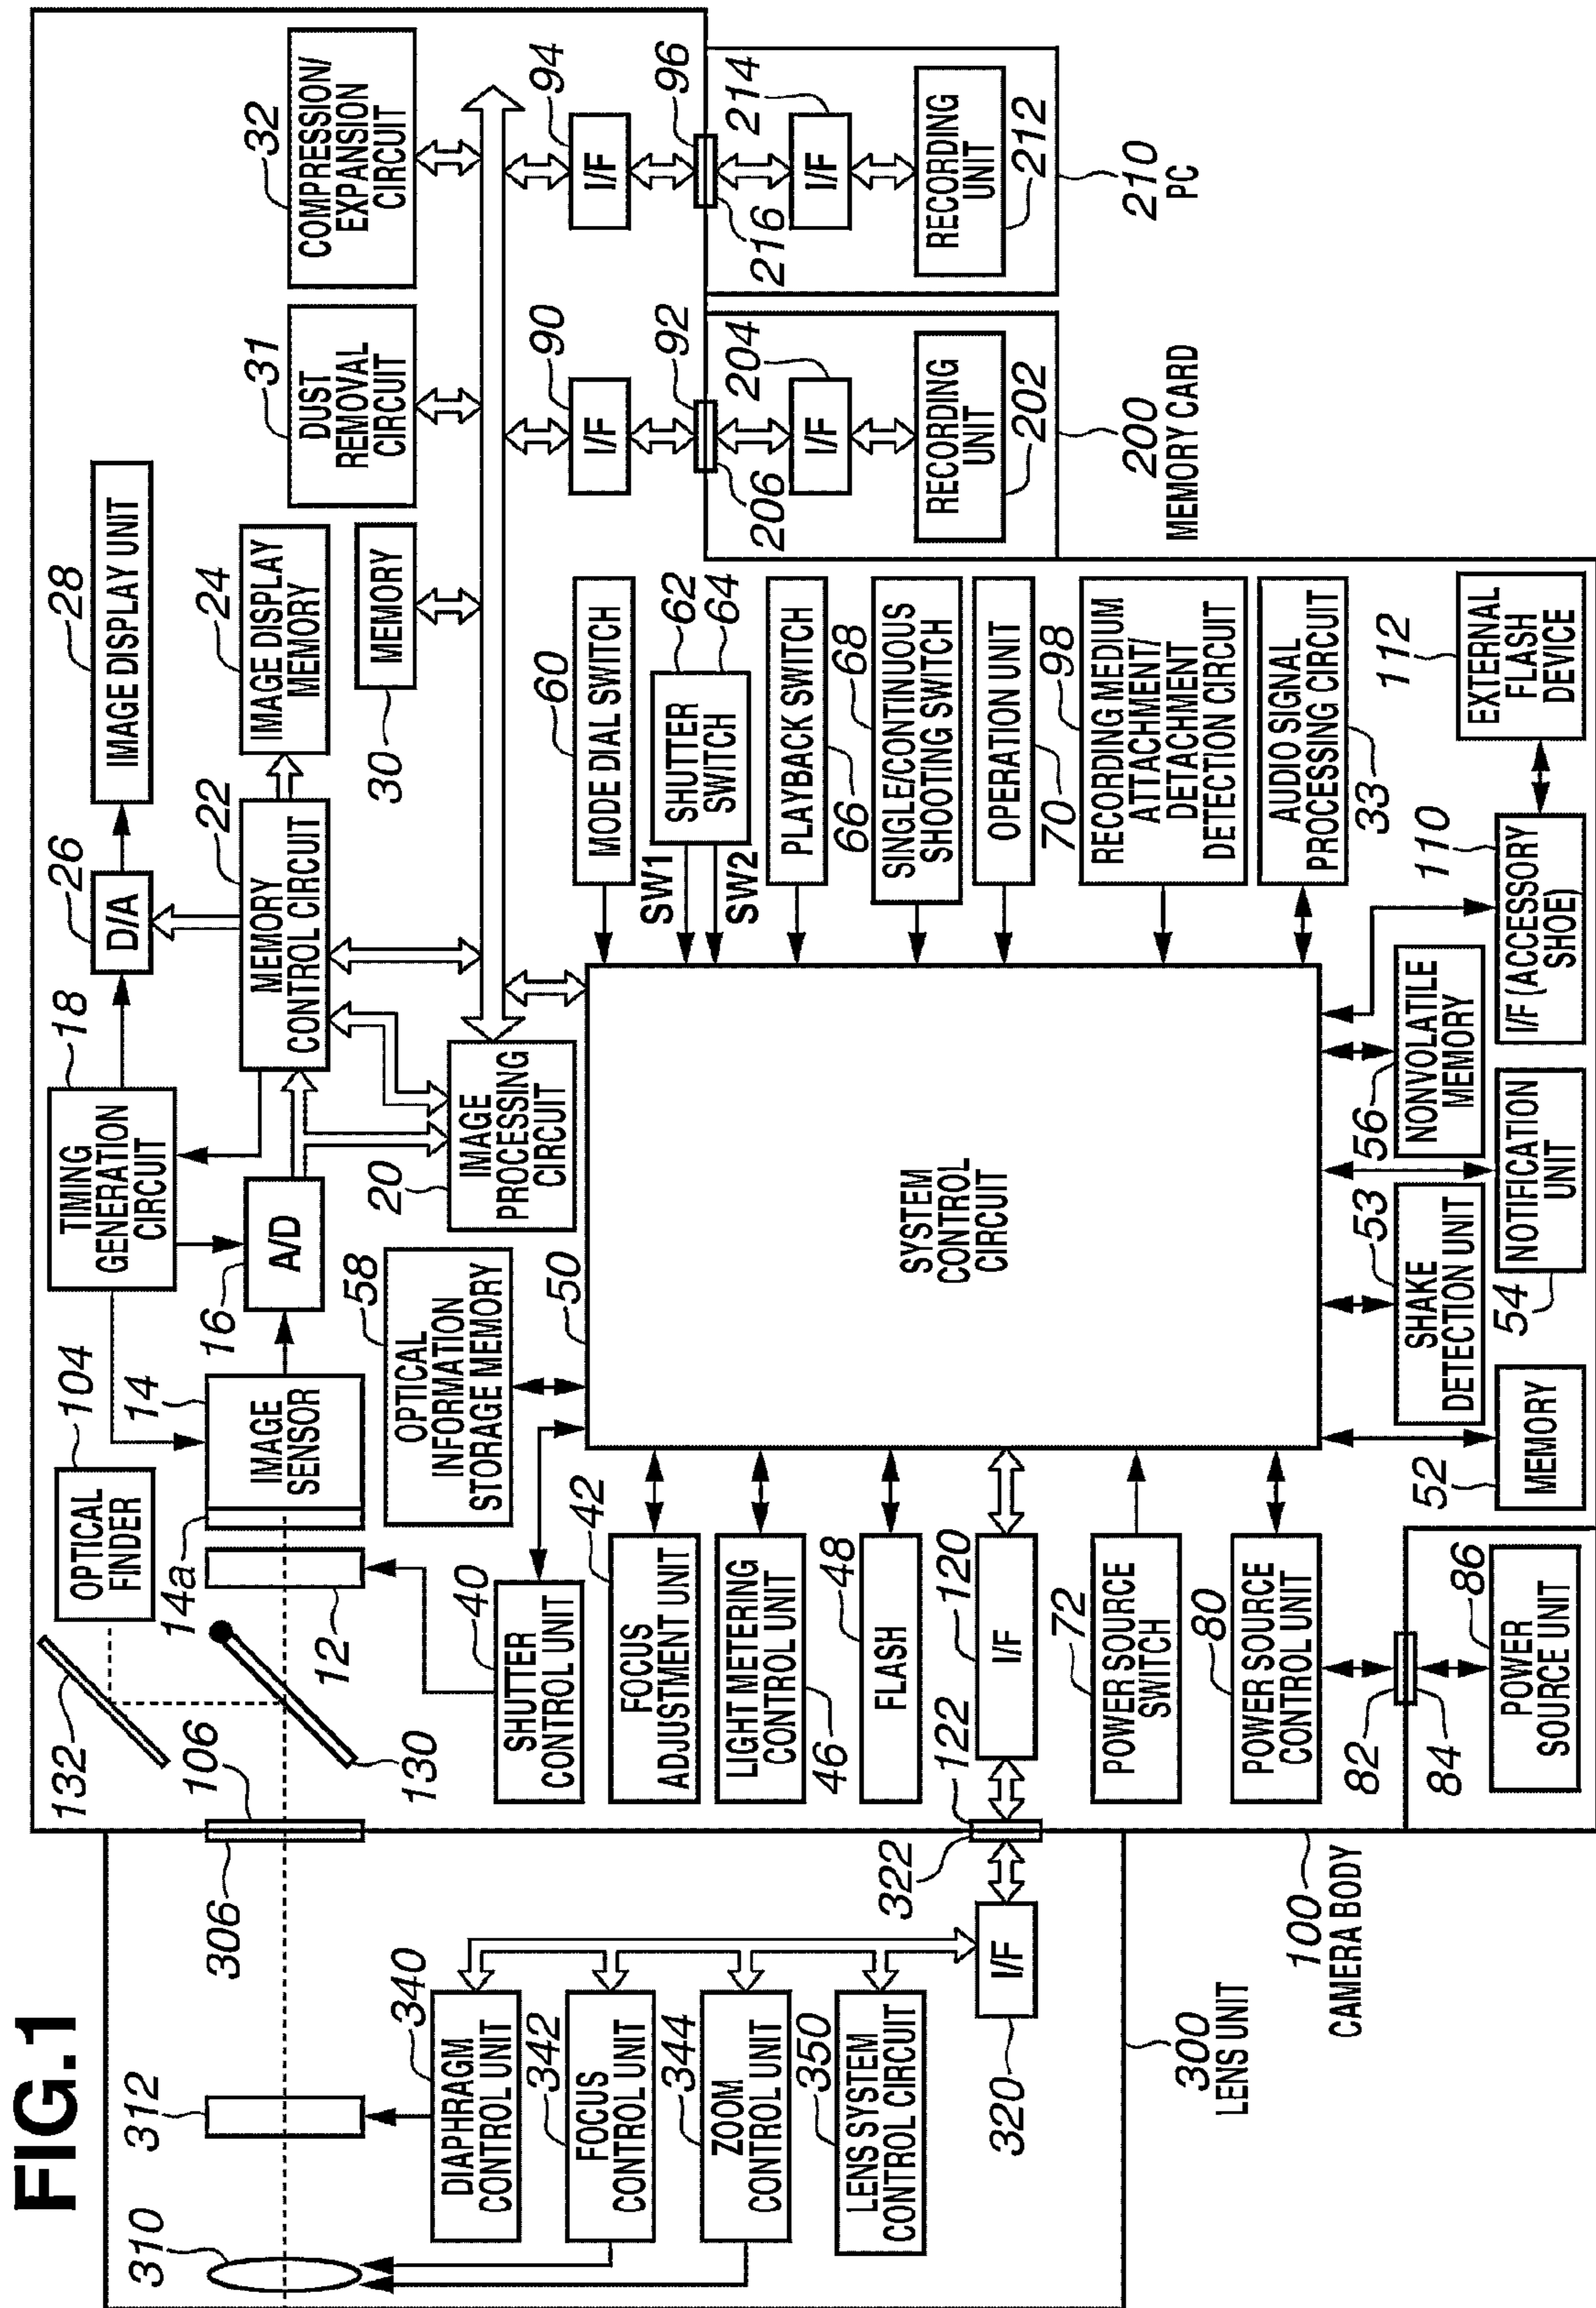 FIG.1
310
312
306
106
132
130
104
OPTICAL
FINDER
14a
12
14
IMAGE
SENSOR
16
A/D
18
TIMING
GENERATION
CIRCUIT
26
D/A
28
IMAGE DISPLAY UNIT
22
MEMORY
CONTROL CIRCUIT
24
IMAGE DISPLAY
MEMORY
30
MEMORY
31
DUST
REMOVAL
CIRCUIT
32
COMPRESSION/
EXPANSION
CIRCUIT
20
IMAGE
PROCESSING
CIRCUIT
58
OPTICAL
INFORMATION
STORAGE MEMORY
340
DIAPHRAGM
CONTROL UNIT
342
FOCUS
CONTROL UNIT
344
ZOOM
CONTROL UNIT
350
LENS SYSTEM
CONTROL CIRCUIT
I/F
320
322
122
300
LENS UNIT
100
CAMERA BODY
40
SHUTTER
CONTROL UNIT
42
FOCUS
ADJUSTMENT UNIT
LIGHT METERING
CONTROL UNIT
46
48
FLASH
120
I/F
72
POWER SOURCE
SWITCH
80
POWER SOURCE
CONTROL UNIT
82
84
86
POWER
SOURCE UNIT
50
SYSTEM
CONTROL
CIRCUIT
52
MEMORY
53
SHAKE
DETECTION UNIT
54
NOTIFICATION
UNIT
56
NONVOLATILE
MEMORY
110
I/F (ACCESSORY
SHOE)
112
EXTERNAL
FLASH
DEVICE
60
MODE DIAL SWITCH
62
64
SHUTTER
SWITCH
SW1
SW2
PLAYBACK SWITCH
66
68
SINGLE/CONTINUOUS
SHOOTING SWITCH
OPERATION UNIT
70
98
RECORDING MEDIUM
ATTACHMENT/
DETACHMENT
DETECTION CIRCUIT
AUDIO SIGNAL
PROCESSING CIRCUIT
33
90
I/F
92
206
204
I/F
RECORDING
UNIT
202
200
MEMORY CARD
94
I/F
96
216
214
I/F
RECORDING
UNIT
212
210
PC